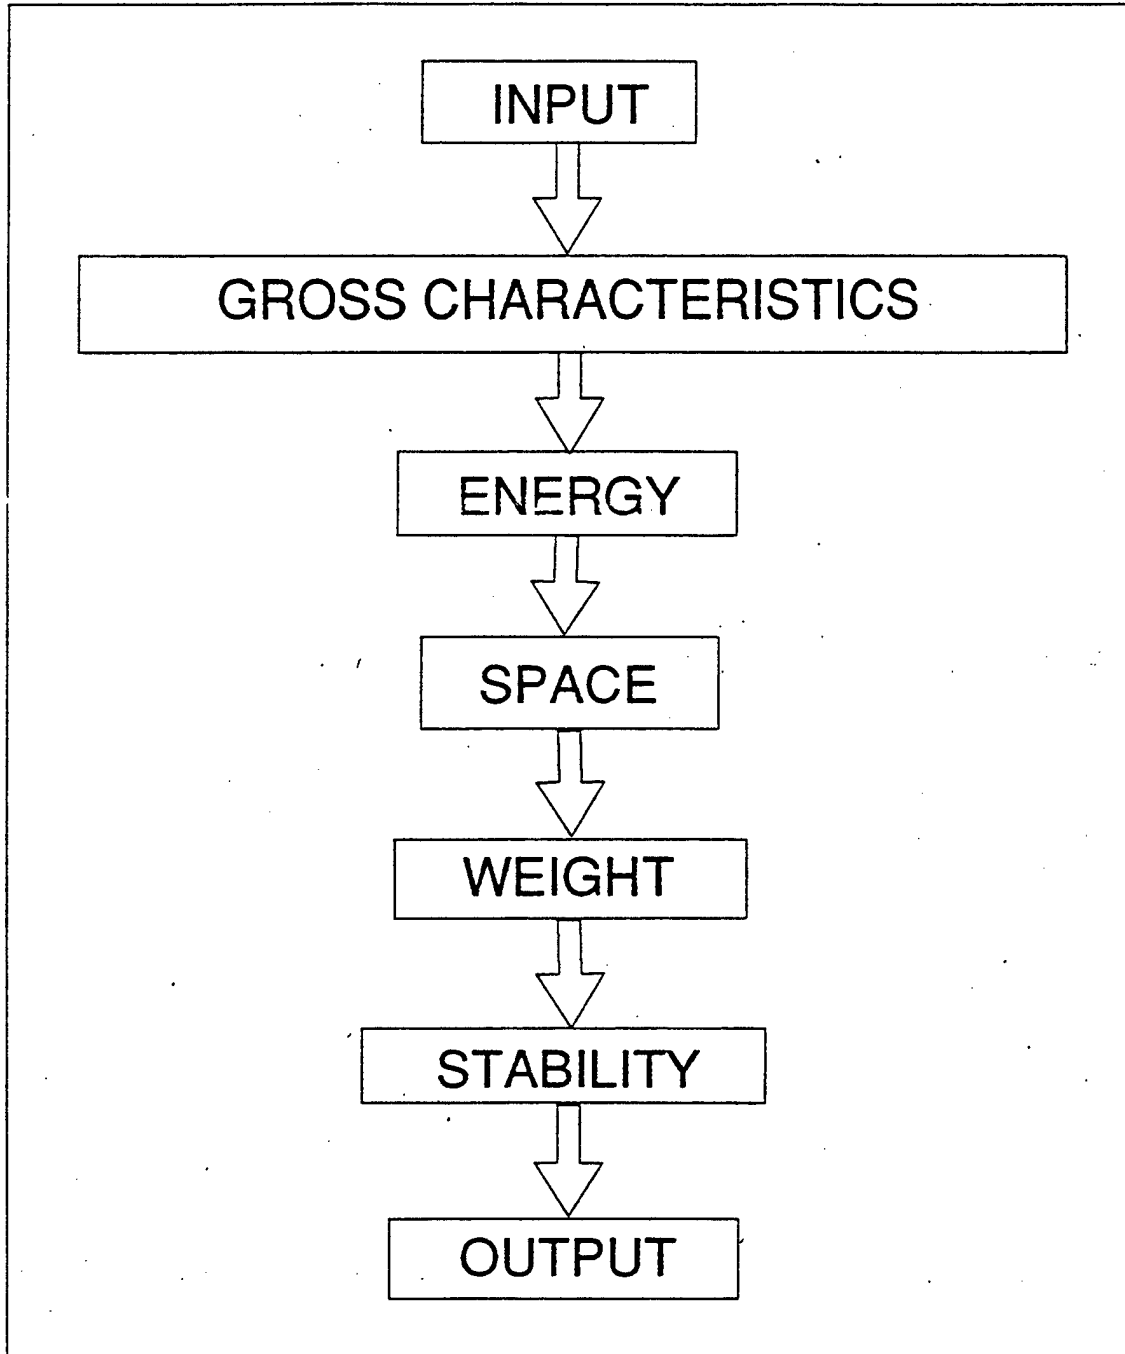 INPUT
GROSS CHARACTERISTICS
ENERGY
SPACE
WEIGHT
STABILITY
OUTPUT